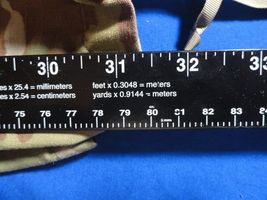 30 31 32 33
es x 25.4 = millimeters feet x 0.3048 = meters
es x 2.54 = centimeters yards x 0.9144 = meters
75 76 77 78 79 80 81 82 83